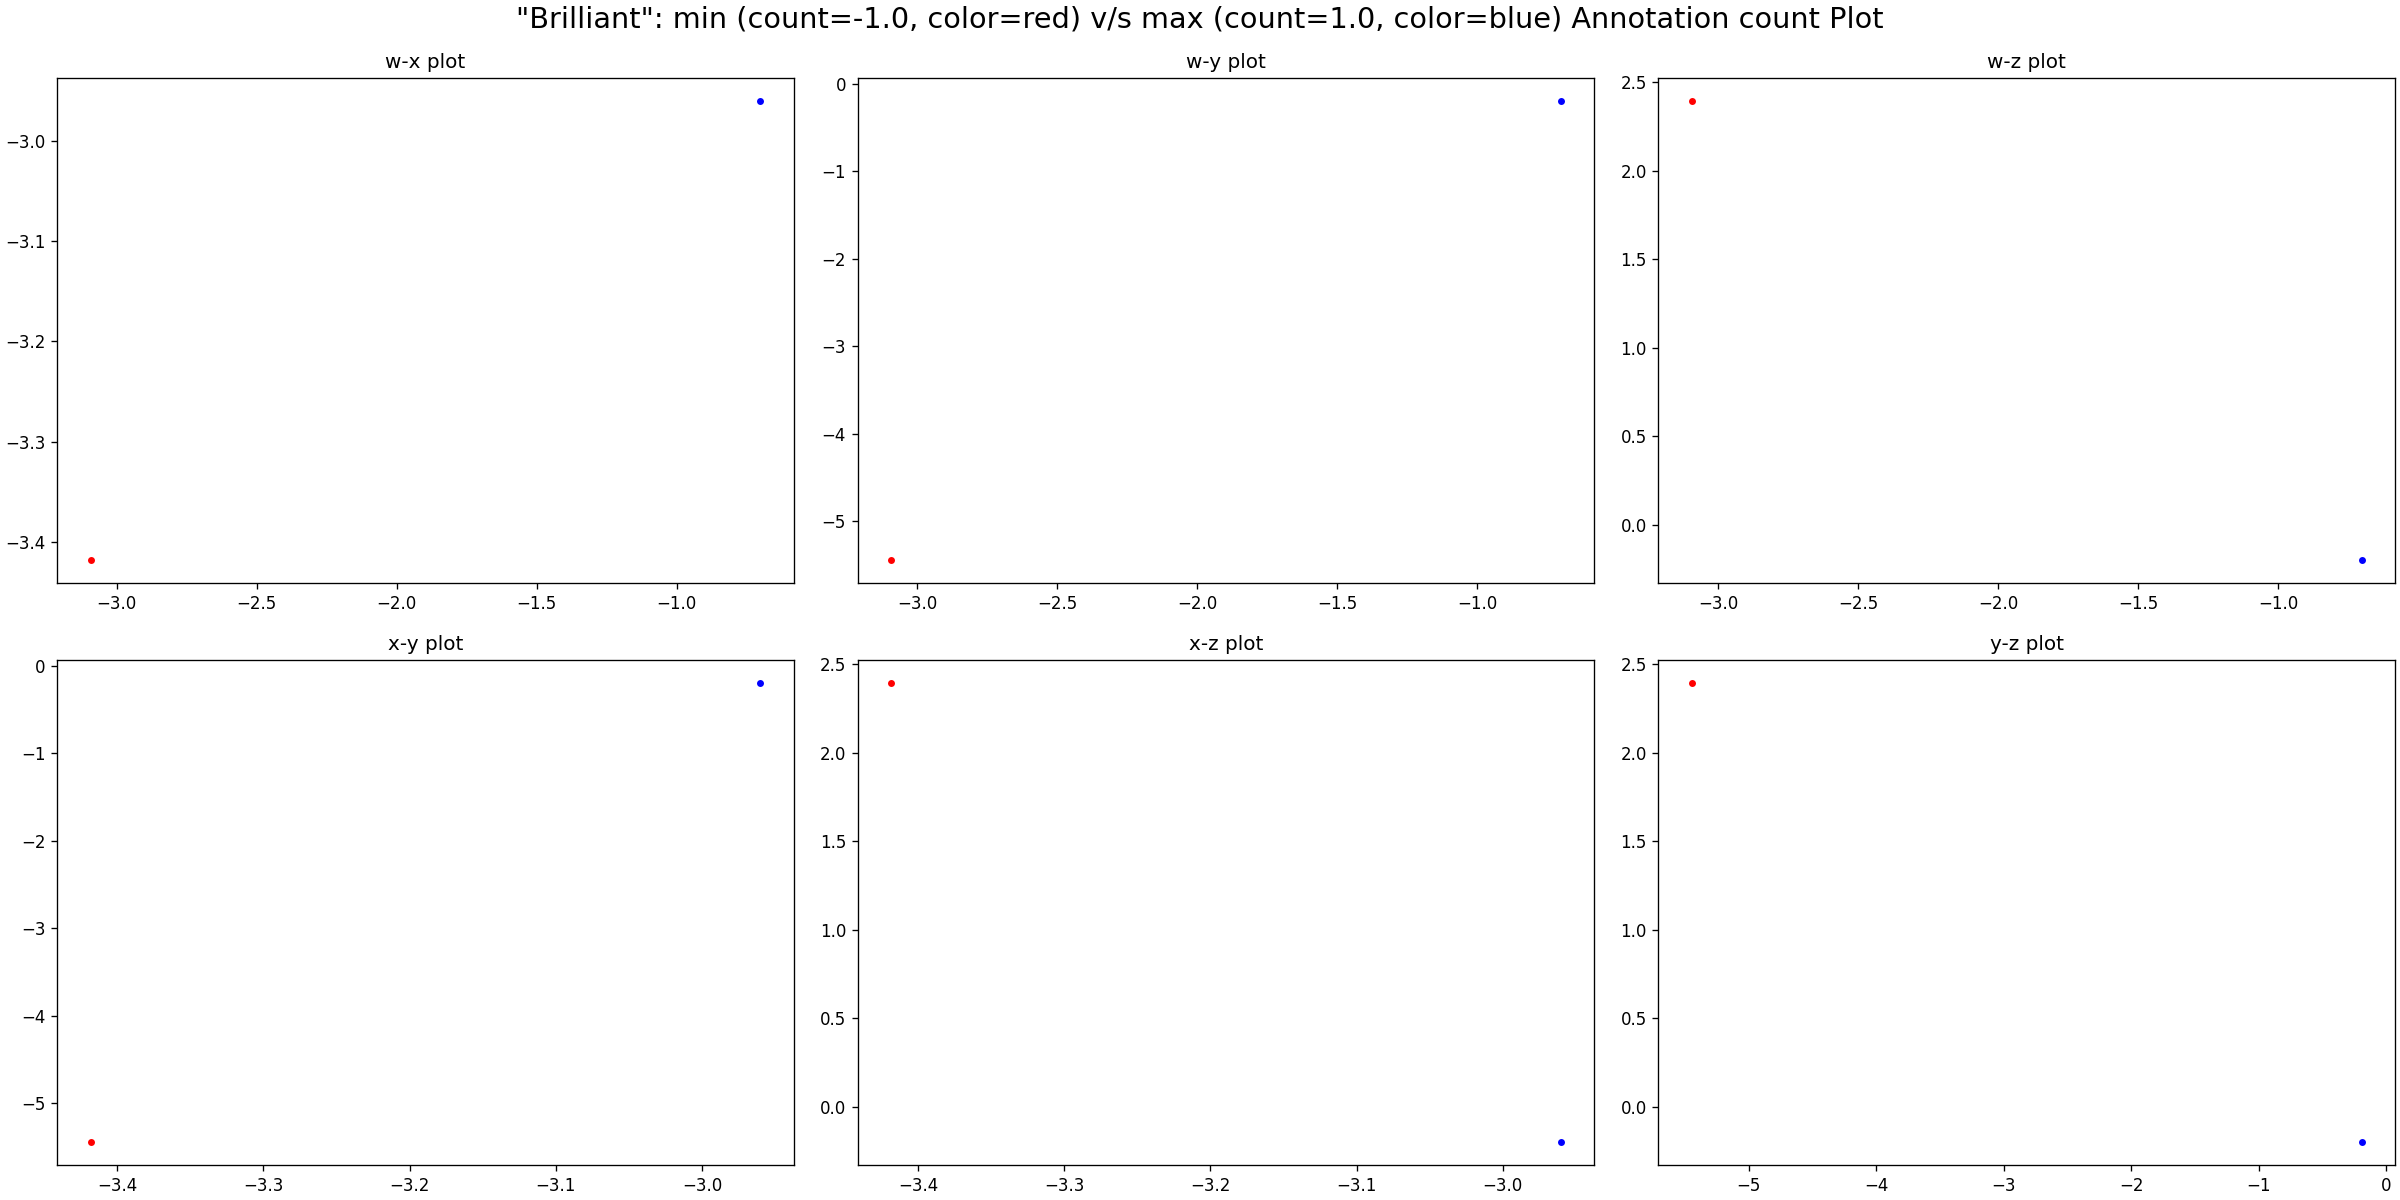 "Brilliant": min (count=-1.0, color=red) v/s max (count=1.0, color=blue) Annotation count Plot
w-x plot
−3.0
−3.1
−3.2
−3.3
−3.4
−3.0 −2.5 −2.0 −1.5 −1.0
w-y plot
0
−1
−2
−3
−4
−5
−3.0 −2.5 −2.0 −1.5 −1.0
w-z plot
2.5
2.0
1.5
1.0
0.5
0.0
−3.0 −2.5 −2.0 −1.5 −1.0
x-y plot
0
−1
−2
−3
−4
−5
−3.4 −3.3 −3.2 −3.1 −3.0
x-z plot
2.5
2.0
1.5
1.0
0.5
0.0
−3.4 −3.3 −3.2 −3.1 −3.0
y-z plot
2.5
2.0
1.5
1.0
0.5
0.0
−5 −4 −3 −2 −1 0